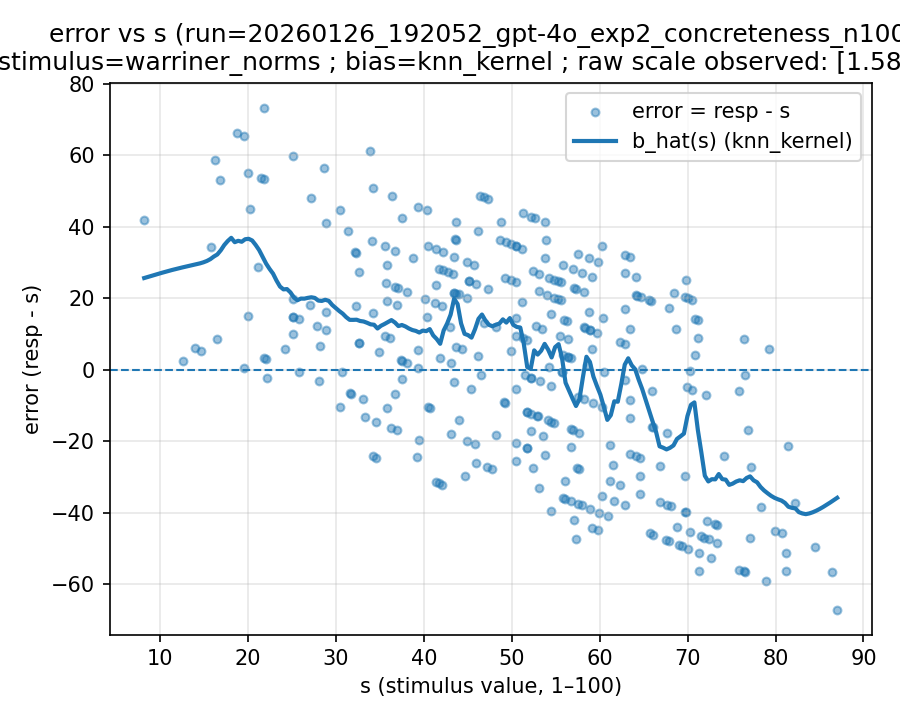 error vs s (run=20260126_192052_gpt-4o_exp2_concreteness_n100
stimulus=warriner_norms ; bias=knn_kernel ; raw scale observed: [1.58
error = resp - s
b_hat(s) (knn_kernel)
80
60
40
20
0
−20
−40
−60
error (resp - s)
10 20 30 40 50 60 70 80 90
s (stimulus value, 1–100)